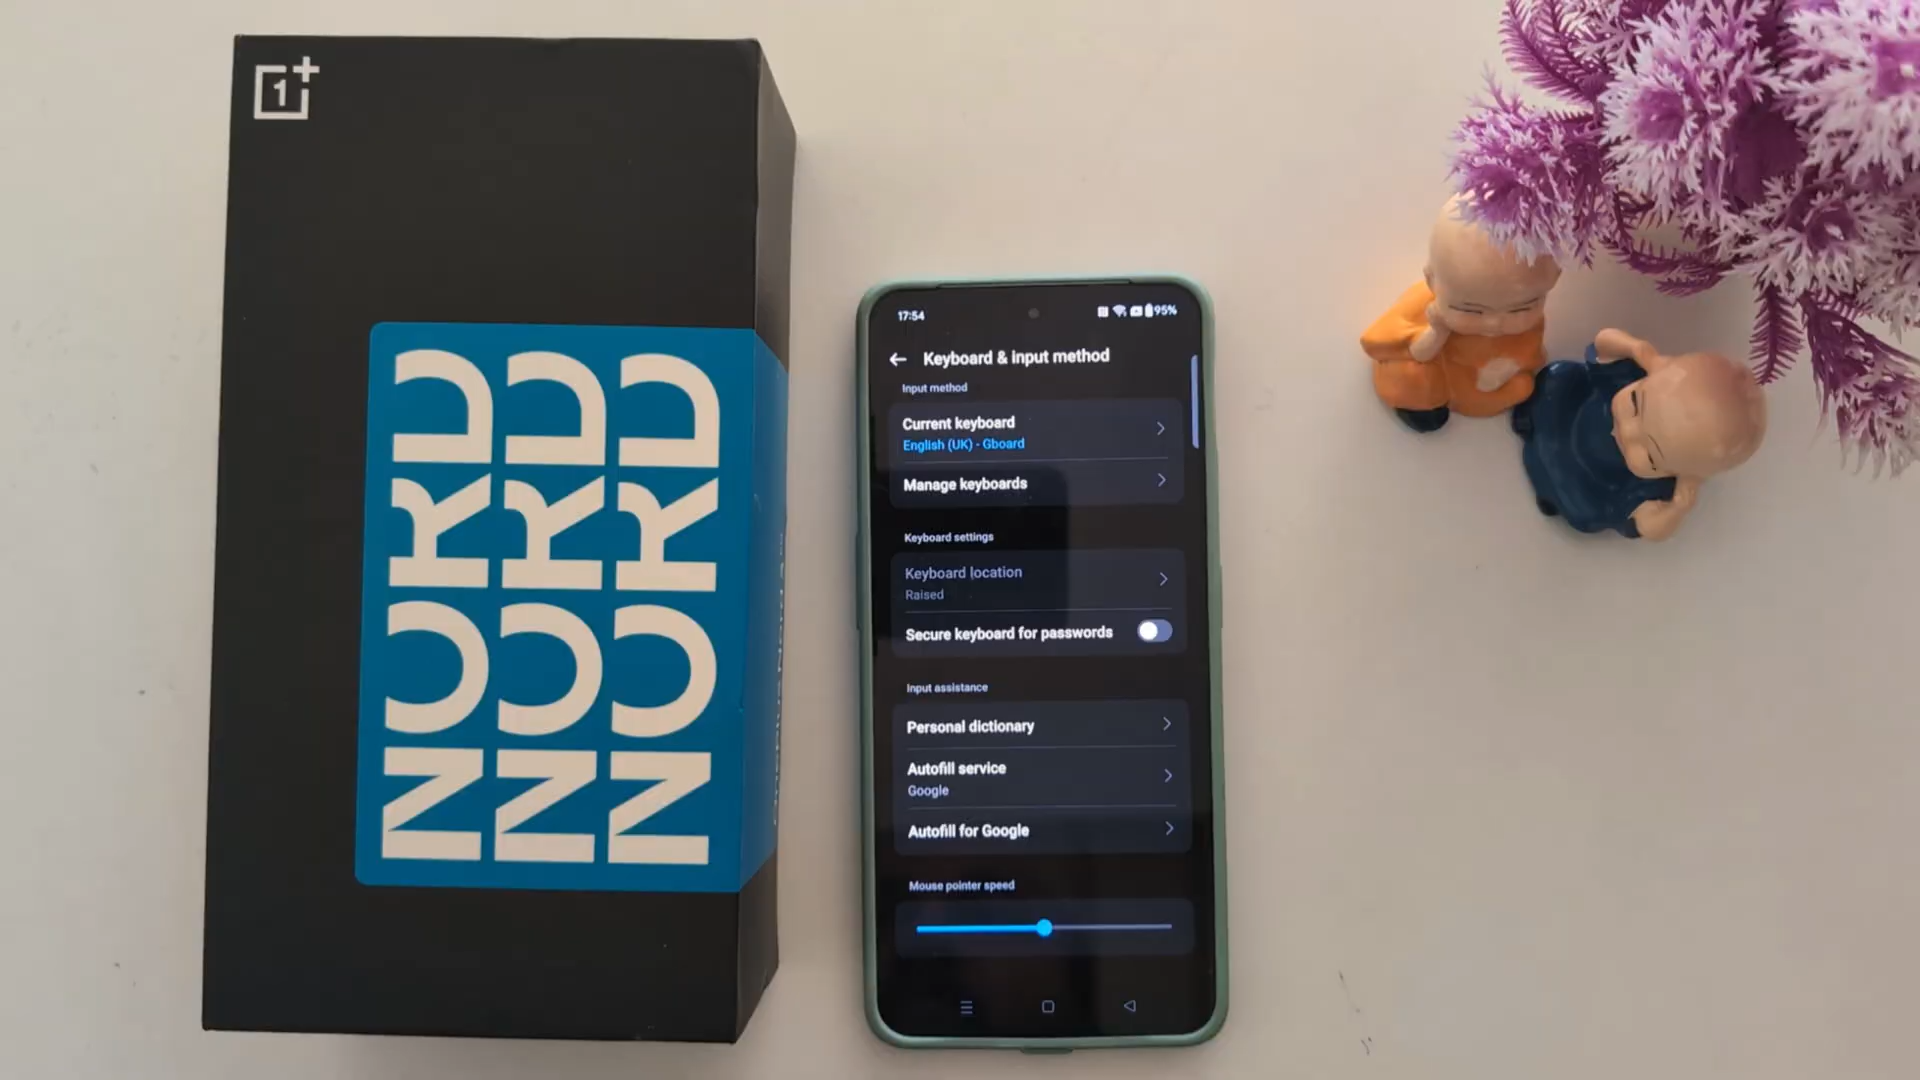 1+
NORD
NORD
NORD
17:54
95%
Keyboard & input method
Input method
Current keyboard
English (UK) - Gboard
Manage keyboards
Keyboard settings
Keyboard location
Raised
Secure keyboard for passwords
Input assistance
Personal dictionary
Autofill service
Google
Autofill for Google
Mouse pointer speed